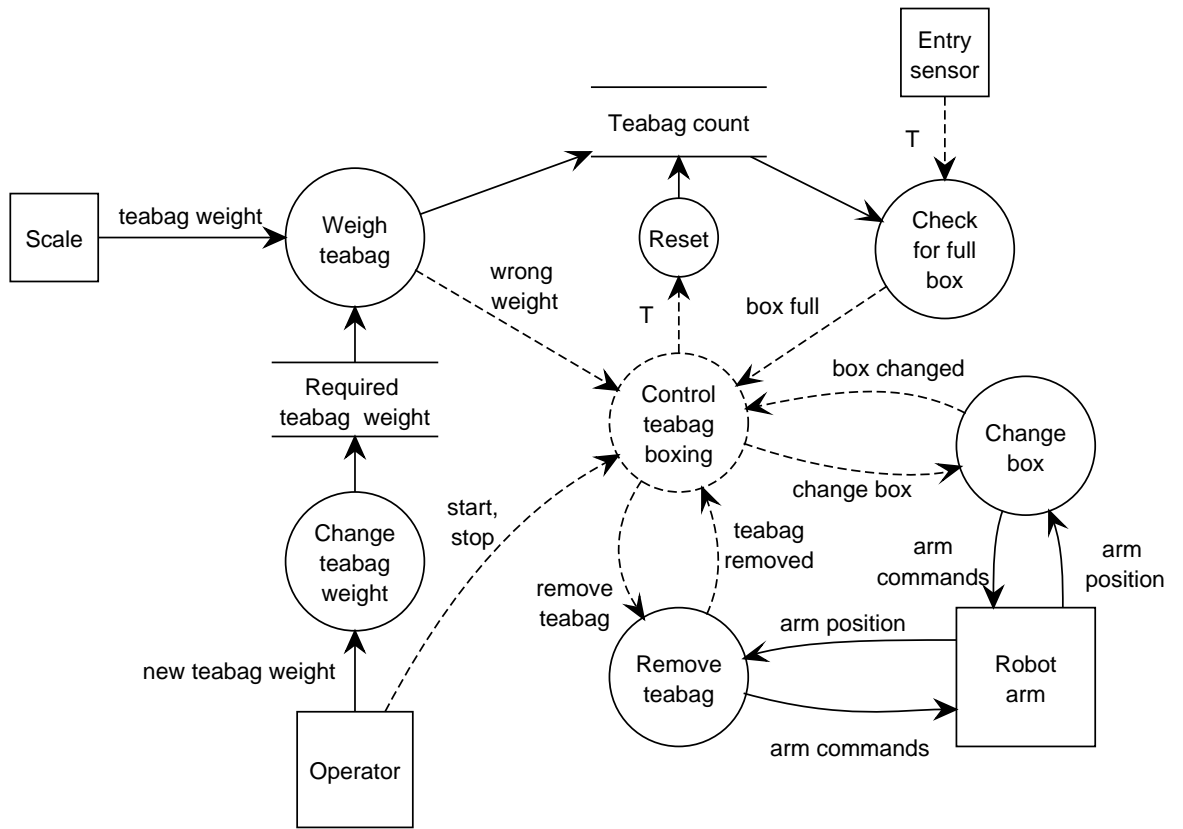 Entry
sensor
Teabag count
T
Scale
teabag weight
Weigh
teabag
Reset
Check
for full
box
wrong
weight
T
box full
Required
teabag weight
Control
teabag
boxing
box changed
Change
box
change box
Change
teabag
weight
start,
stop
teabag
removed
remove
teabag
arm
commands
arm
position
new teabag weight
Remove
teabag
arm position
Robot
arm
arm commands
Operator